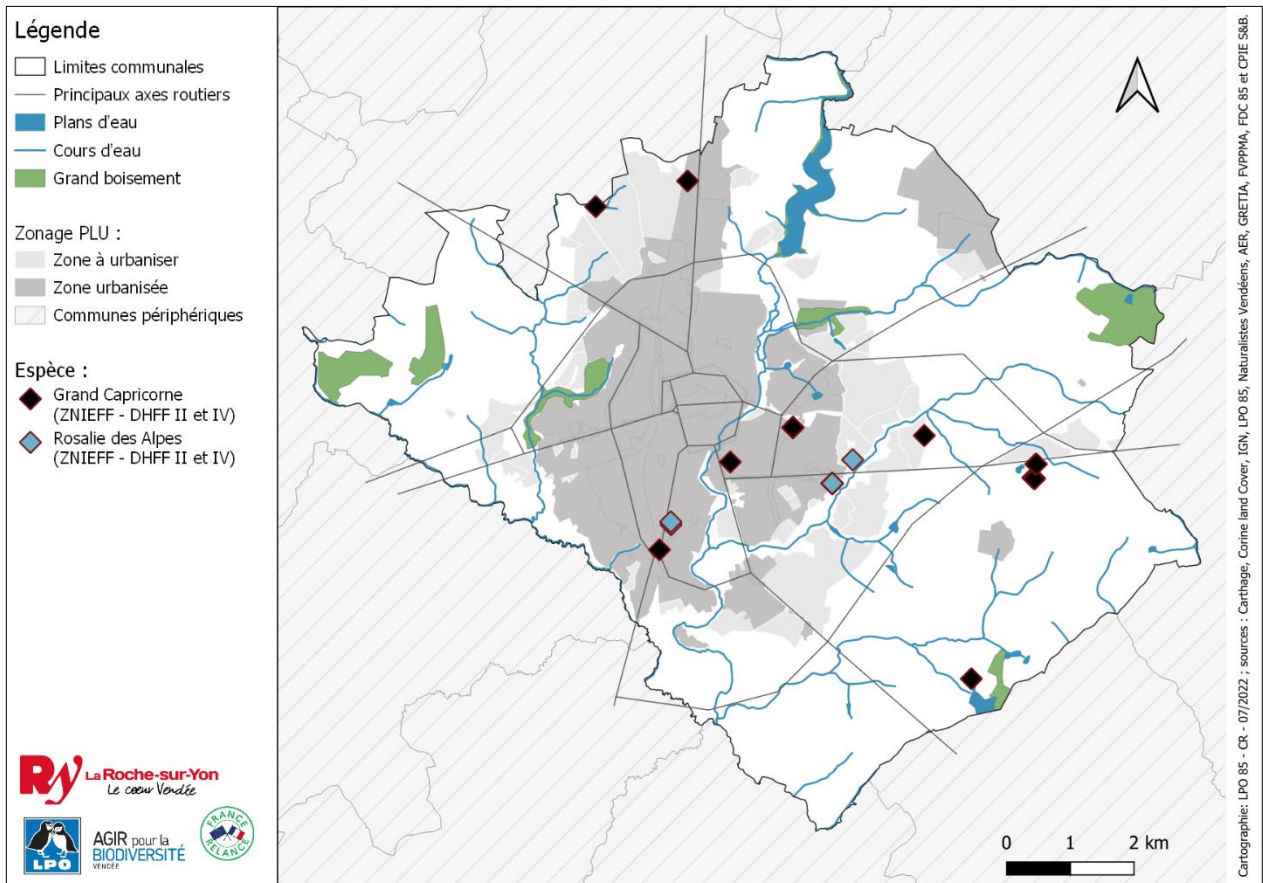 Légende
Limites communales
Principaux axes routiers
Plans d'eau
Cours d'eau
Grand boisement
Zonage PLU :
Zone à urbaniser
Zone urbanisée
Communes périphériques
Espèce :
Grand Capricorne
(ZNIEFF - DHFF II et IV)
Rosalie des Alpes
(ZNIEFF - DHFF II et IV)
Ry La Roche-sur-Yon
Le cœur Vendée
LPO
AGIR pour la
BIODIVERSITÉ
VENDÉE
FRANCE
RELANCE
0 1 2 km
Cartographie: LPO 85 - CR - 07/2022 ; sources : Carthage, Corine land Cover, IGN, LPO 85, Naturalistes Vendéens, AER, GRETIA, FVPPMA, FDC 85 et CPIE S&B.